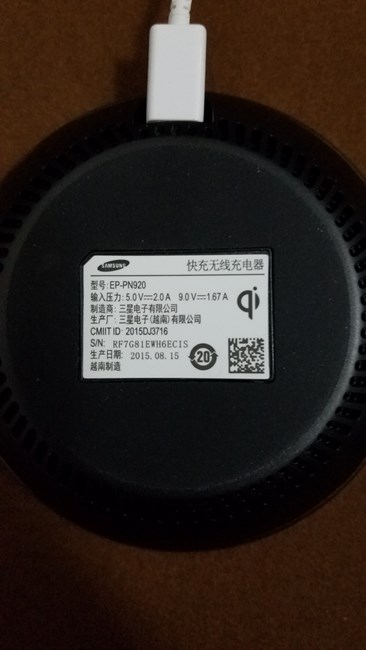 SAMSUNG
快充无线充电器
型号: EP-PN920
输入压力: 5.0V⎓2.0A 9.0V⎓1.67A
制造商: 三星电子有限公司
生产厂: 三星电子(越南)有限公司
CMIIT ID: 2015DJ3716
S/N: RF7G81EWH6ECIS
生产日期: 2015.08.15
越南制造
qi
20